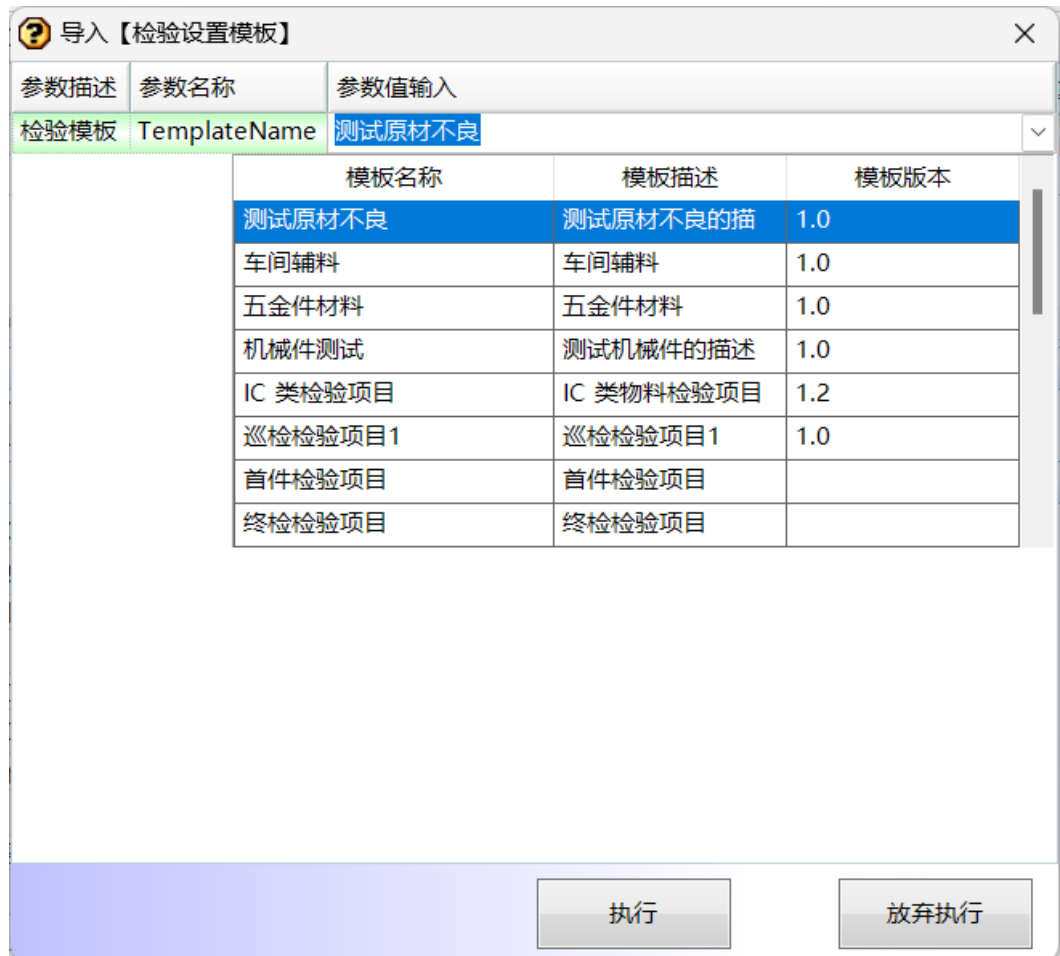 导入【检验设置模板】
参数描述 参数名称 参数值输入
检验模板 TemplateName 测试原材不良
模板名称 模板描述 模板版本
测试原材不良 测试原材不良的描 1.0
车间辅料 车间辅料 1.0
五金件材料 五金件材料 1.0
机械件测试 测试机械件的描述 1.0
IC 类检验项目 IC 类物料检验项目 1.2
巡检检验项目1 巡检检验项目1 1.0
首件检验项目 首件检验项目
终检检验项目 终检检验项目
执行 放弃执行